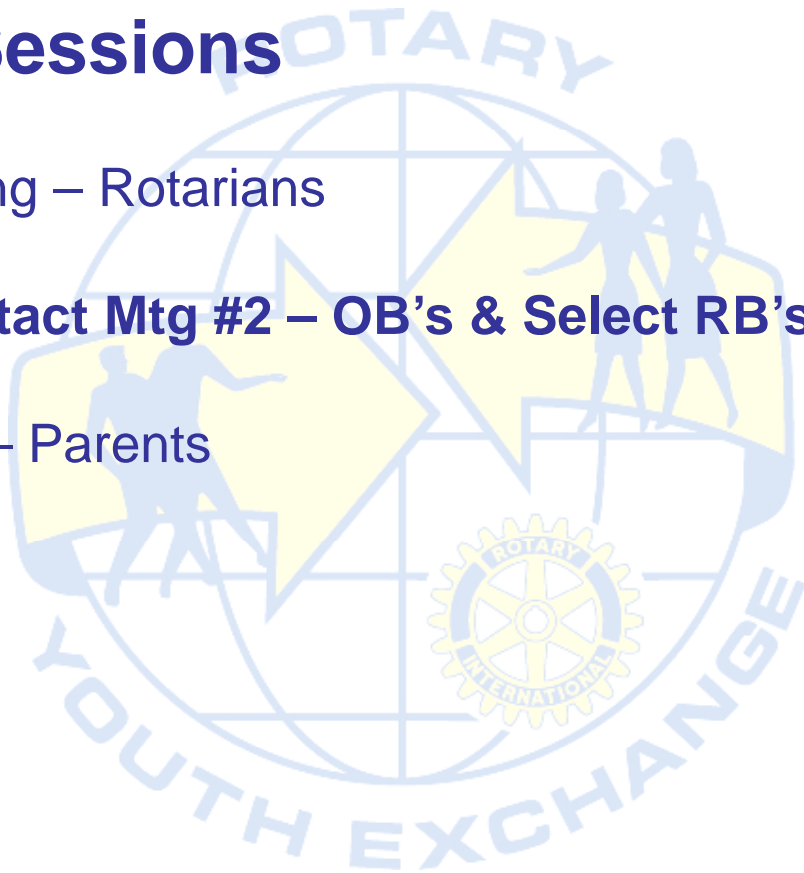 essions
ng – Rotarians
tact Mtg #2 – OB's & Select RB's
– Parents
ROTARY
ROTARY
INTERNATIONAL
YOUTH EXCHANGE